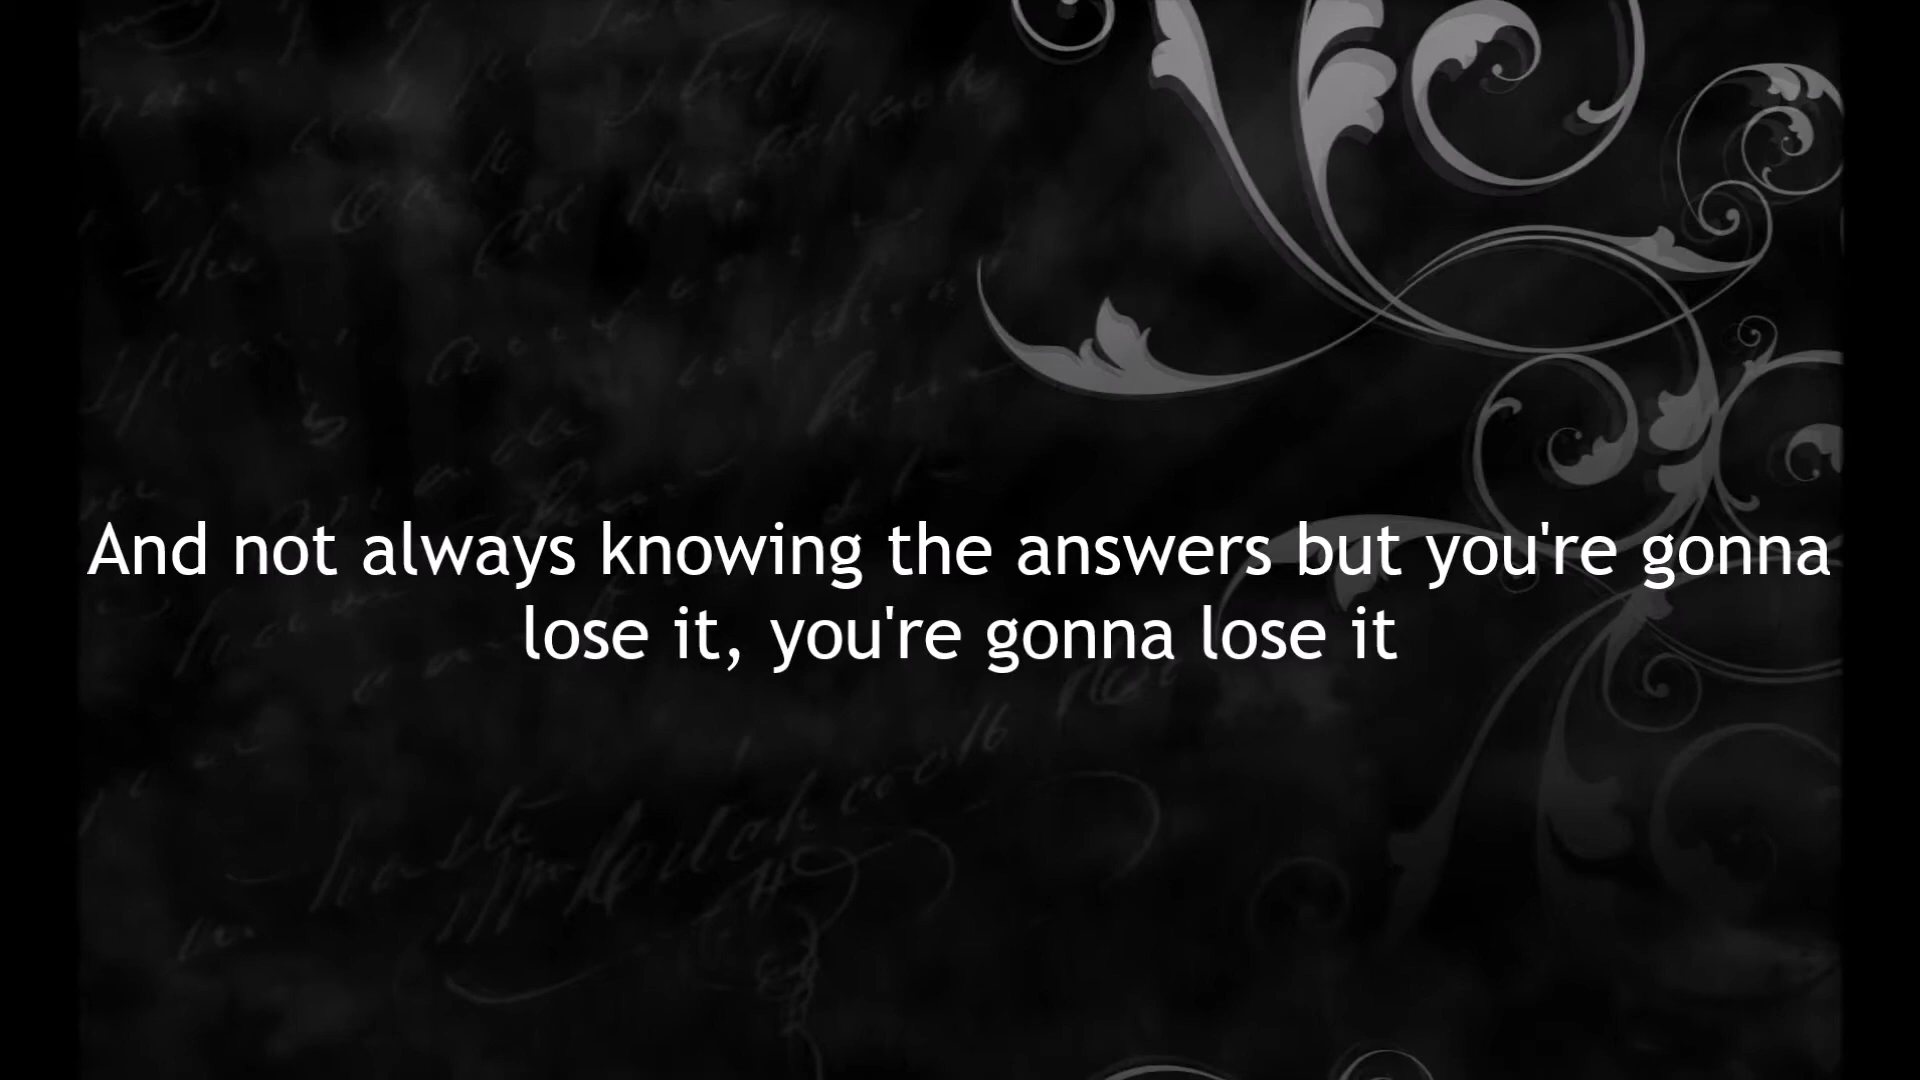 And not always knowing the answers but you're gonna
lose it, you're gonna lose it